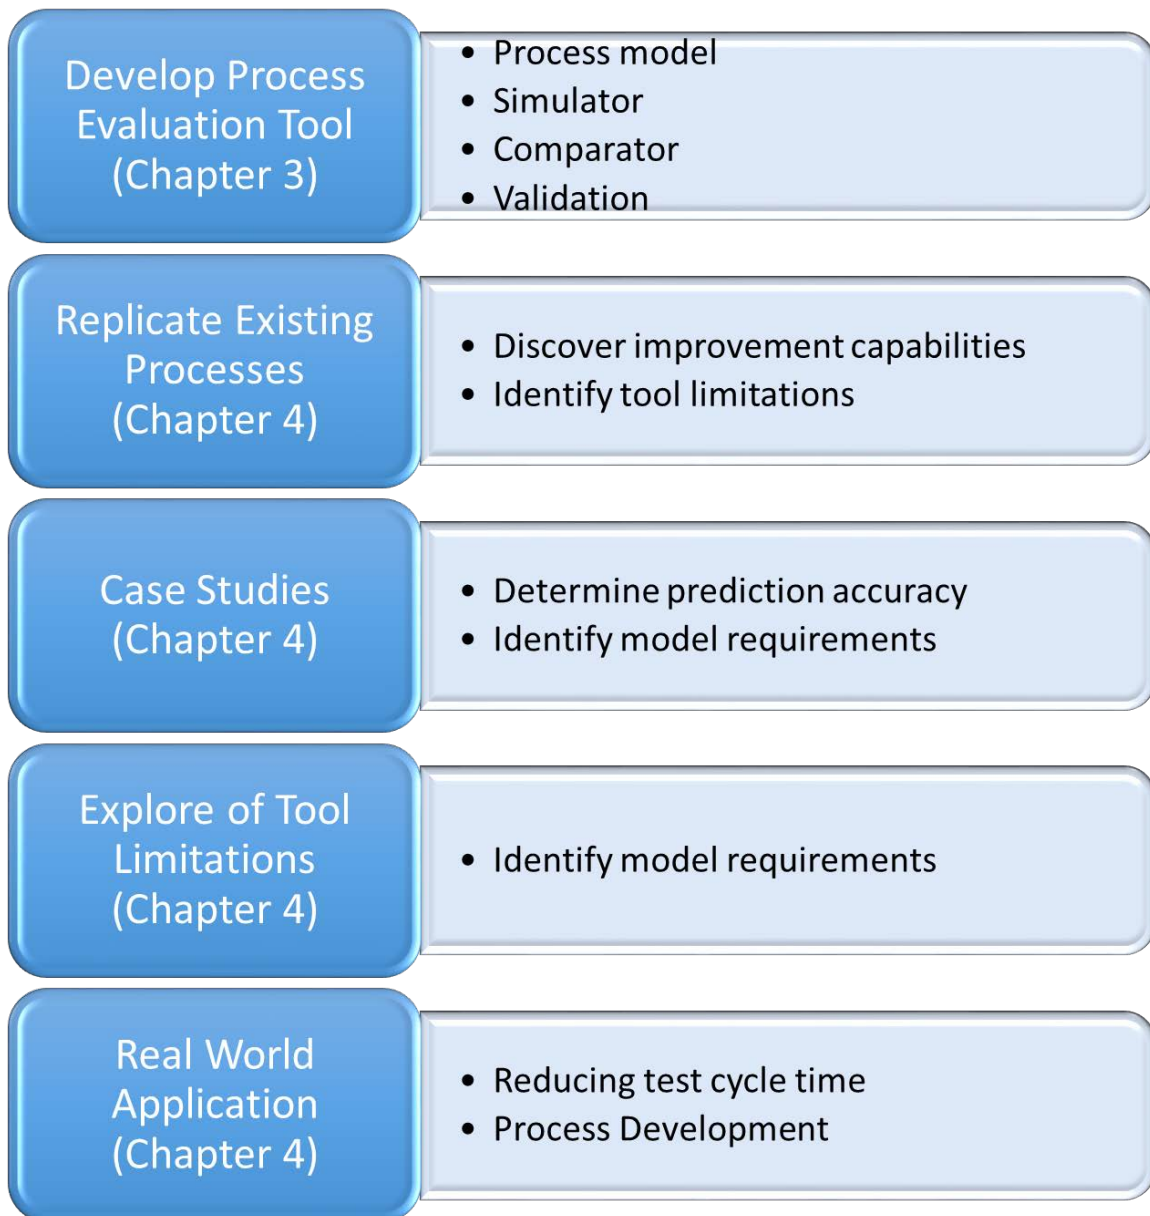 Develop Process
Evaluation Tool
(Chapter 3)
• Process model
• Simulator
• Comparator
• Validation
Replicate Existing
Processes
(Chapter 4)
• Discover improvement capabilities
• Identify tool limitations
Case Studies
(Chapter 4)
• Determine prediction accuracy
• Identify model requirements
Explore of Tool
Limitations
(Chapter 4)
• Identify model requirements
Real World
Application
(Chapter 4)
• Reducing test cycle time
• Process Development